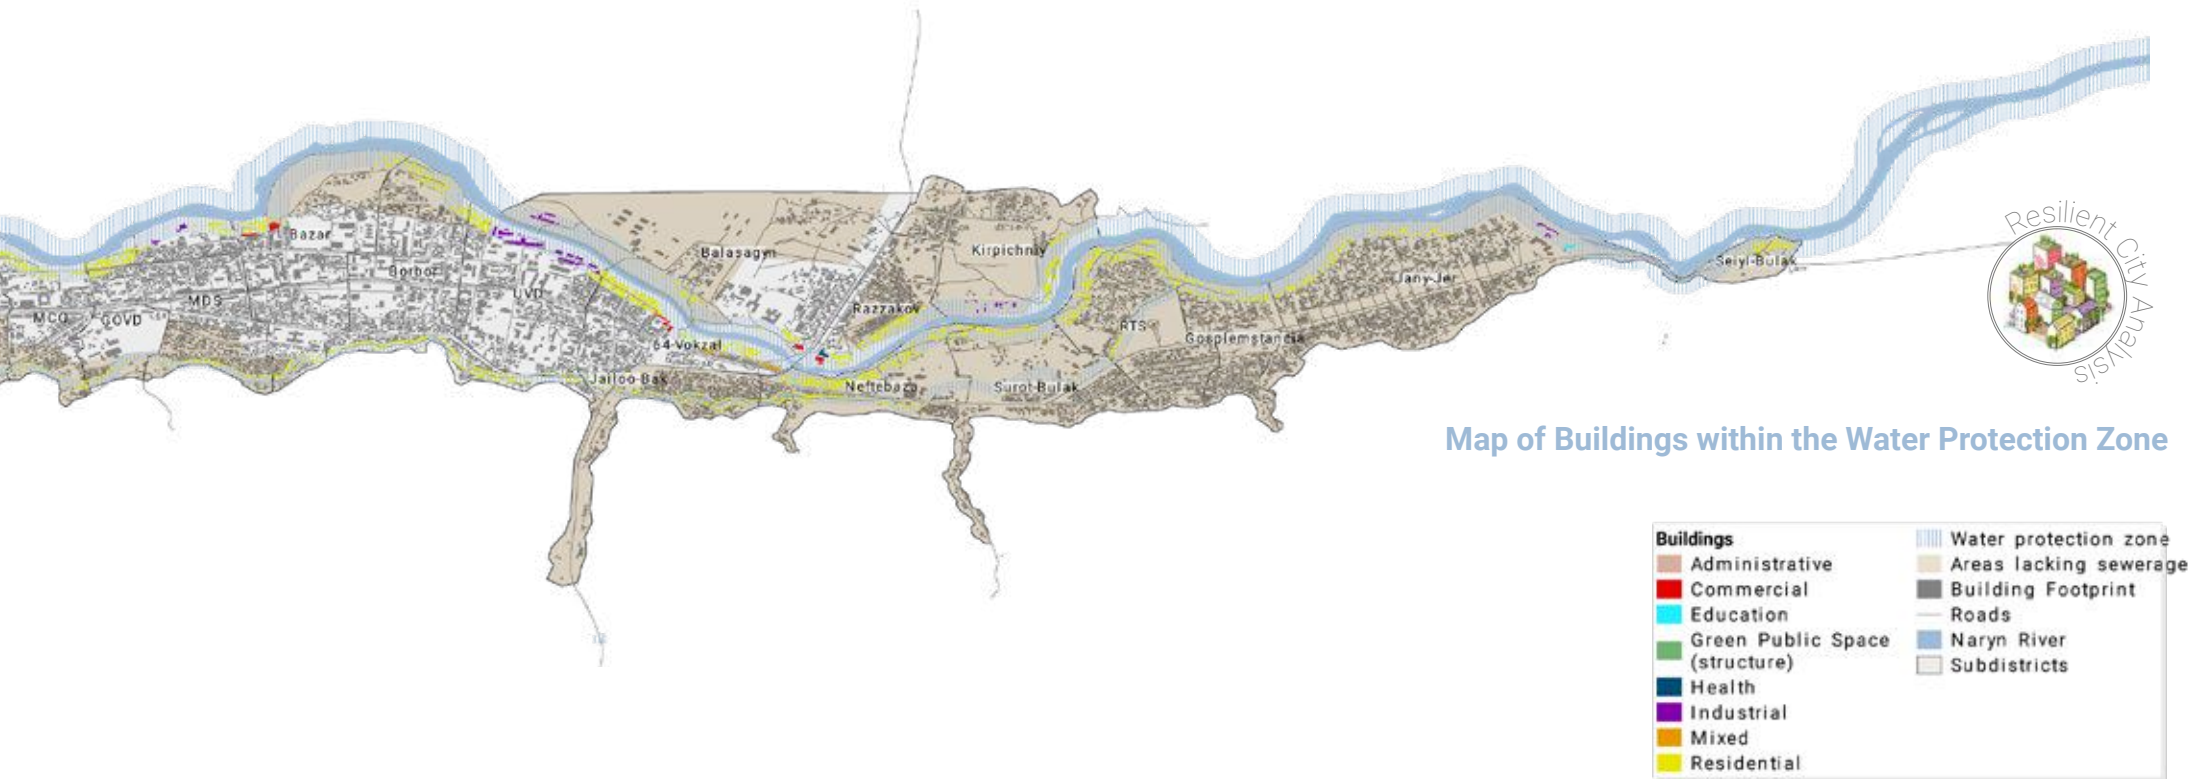 Resilient City Analysis
Kirpichniy
Balasagyn
Bazar
Borboz
Seiyl-Bulak
Jany-Jer
UVD
MDS
Razzakov
MCO
GOVD
RTS
Gosplemstancia
64-Vokzal
Jailoo Bak
Neftebaza
Surot-Bulak
Map of Buildings within the Water Protection Zone
Buildings
Administrative
Commercial
Education
Green Public Space
(structure)
Health
Industrial
Mixed
Residential
Water protection zone
Areas lacking sewerage
Building Footprint
Roads
Naryn River
Subdistricts